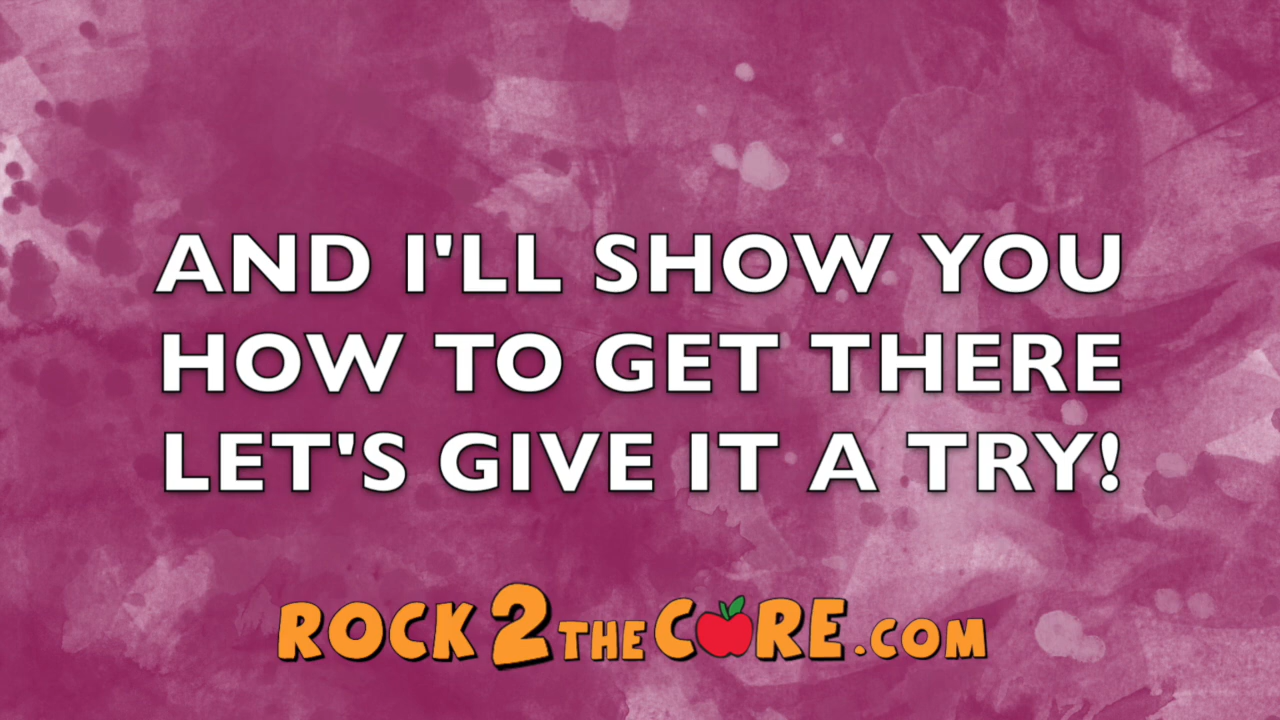 AND I'LL SHOW YOU
HOW TO GET THERE
LET'S GIVE IT A TRY!
ROCK2THECORE.COM